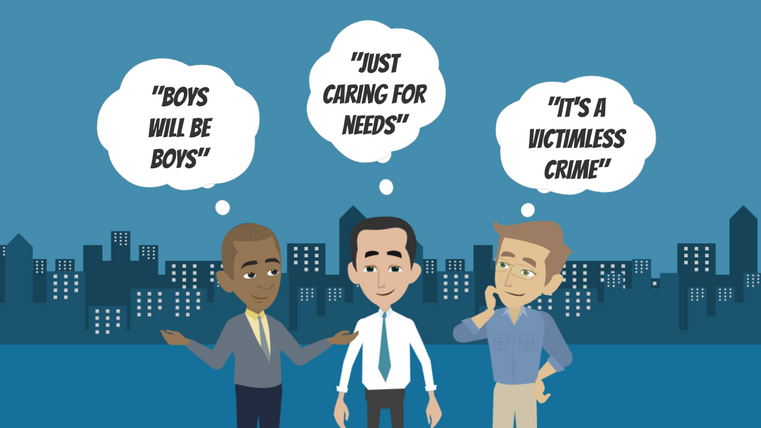 "BOYS
WILL BE
BOYS"
"JUST
CARING FOR
NEEDS"
"IT'S A
VICTIMLESS
CRIME"